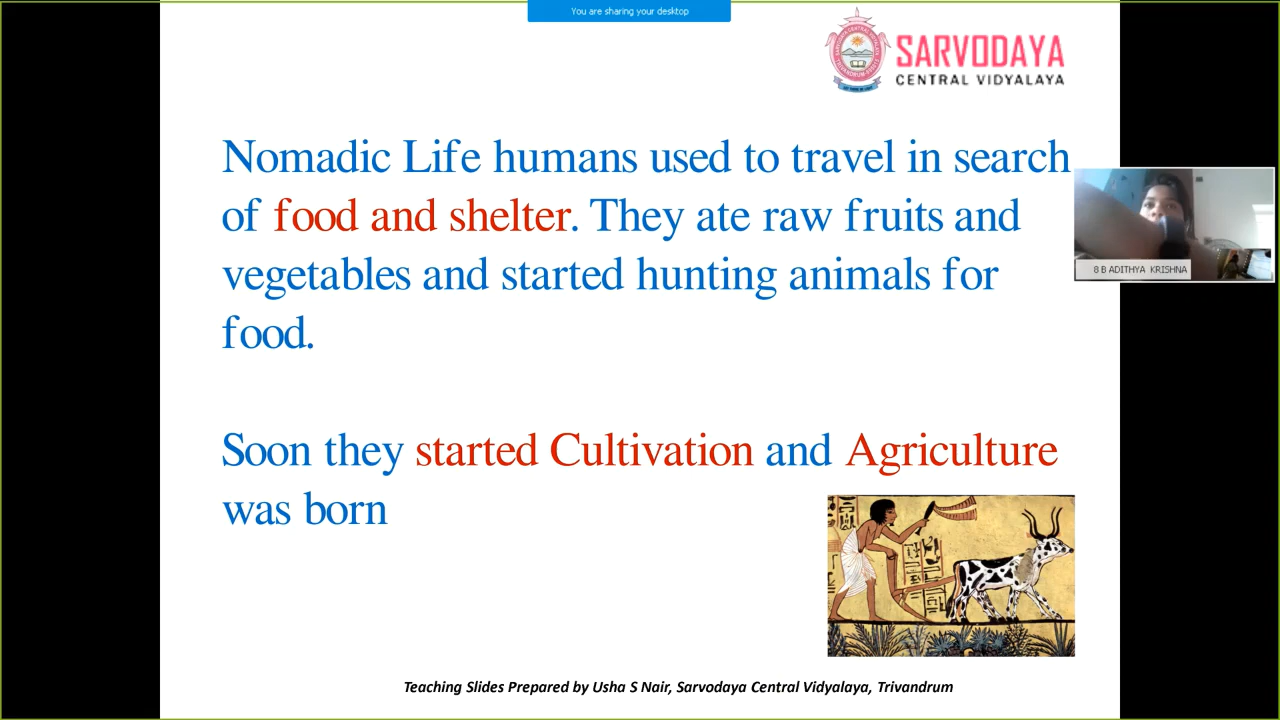 You are sharing your desktop
SARVODAYA
CENTRAL VIDYALAYA
Nomadic Life humans used to travel in search
of food and shelter. They ate raw fruits and
vegetables and started hunting animals for
food.
8 B ADITHYA KRISHNA
Soon they started Cultivation and Agriculture
was born
Teaching Slides Prepared by Usha S Nair, Sarvodaya Central Vidyalaya, Trivandrum